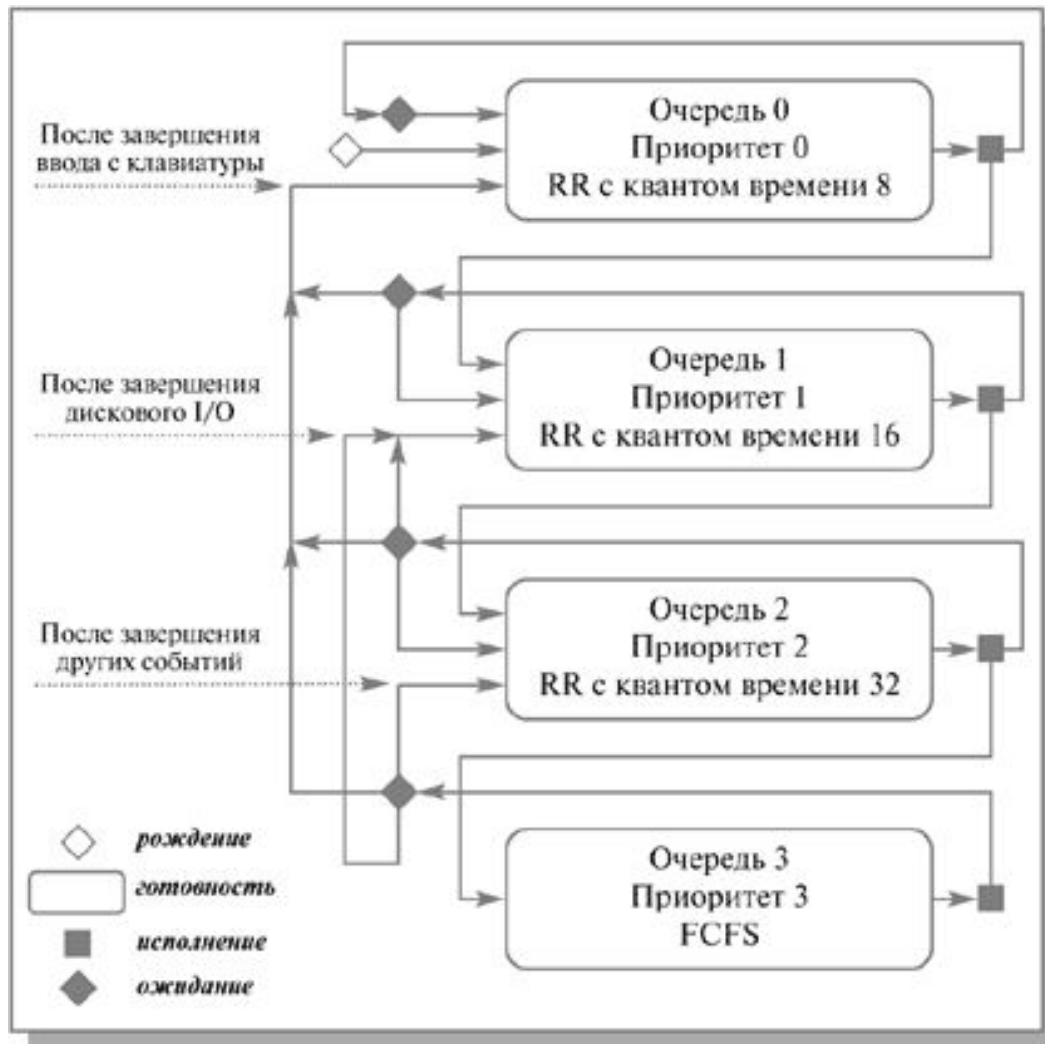 После завершения
ввода с клавиатуры
Очередь 0
Приоритет 0
RR с квантом времени 8
После завершения
дискового I/O
Очередь 1
Приоритет 1
RR с квантом времени 16
После завершения
других событий
Очередь 2
Приоритет 2
RR с квантом времени 32
Очередь 3
Приоритет 3
FCFS
рождение
готовность
исполнение
ожидание